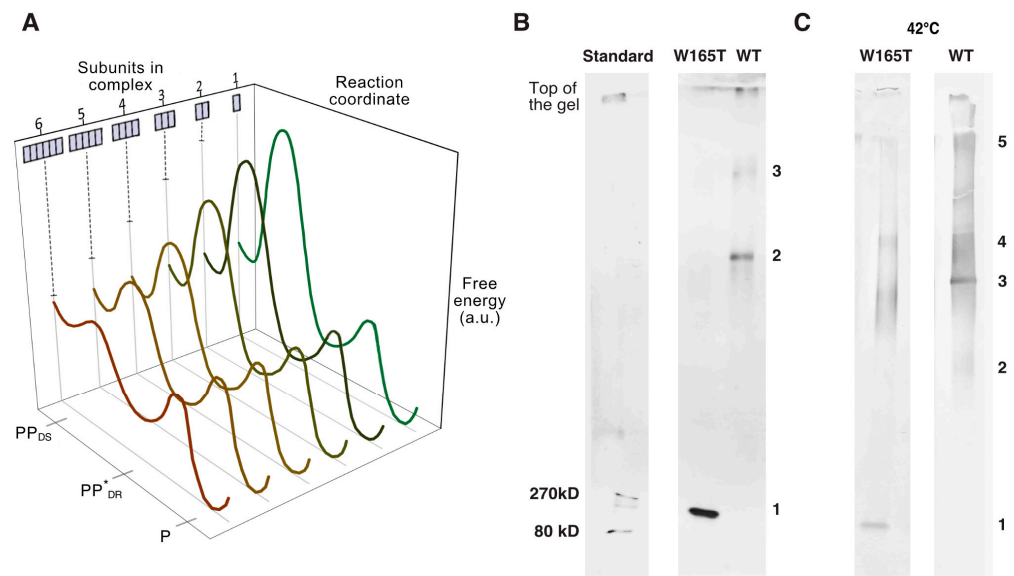 A
Subunits in
complex
6
5
4
3
2
1
Reaction
coordinate
Free
energy
(a.u.)
PP_DS
PP*_DR
P
B
Standard
W165T WT
Top of
the gel
3
2
270kD
1
80 kD
C
42°C
W165T
WT
5
4
3
2
1